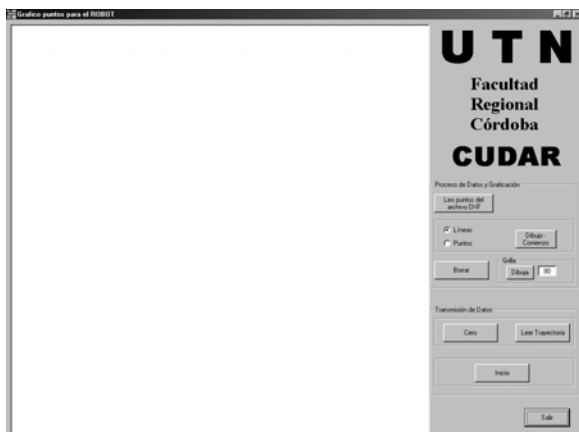 Grafico puntos para el ROBOT
UTN
Facultad
Regional
Córdoba
CUDAR
Proceso de Datos y Graficación
Leo puntos del
archivo DXF
Líneas
Puntos
Dibujo -
Comienzo
Borrar
Grilla
Dibuja
80
Transmisión de Datos
Cero
Leer Trayectoria
Inicio
Salir